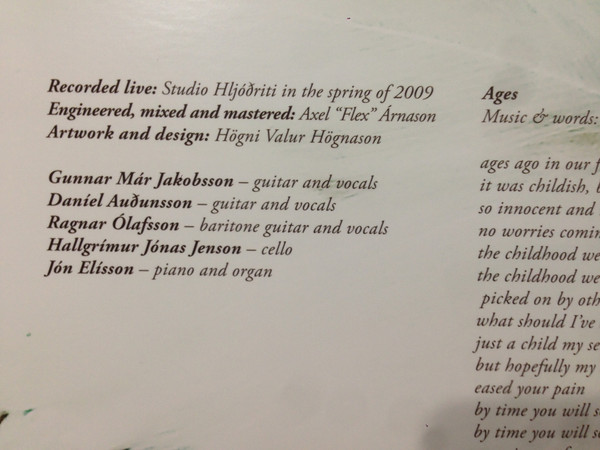 Recorded live: Studio Hljóðriti in the spring of 2009
Engineered, mixed and mastered: Axel “Flex” Árnason
Artwork and design: Högni Valur Högnason
Gunnar Már Jakobsson – guitar and vocals
Daníel Auðunsson – guitar and vocals
Ragnar Ólafsson – baritone guitar and vocals
Hallgrímur Jónas Jenson – cello
Jón Elísson – piano and organ
Ages
Music & words:
ages ago in our
it was childish,
so innocent and
no worries
the childhood
the childhood
picked on by
what should I've
just a child my
but hopefully my
eased your pain
by time you will
by time you will